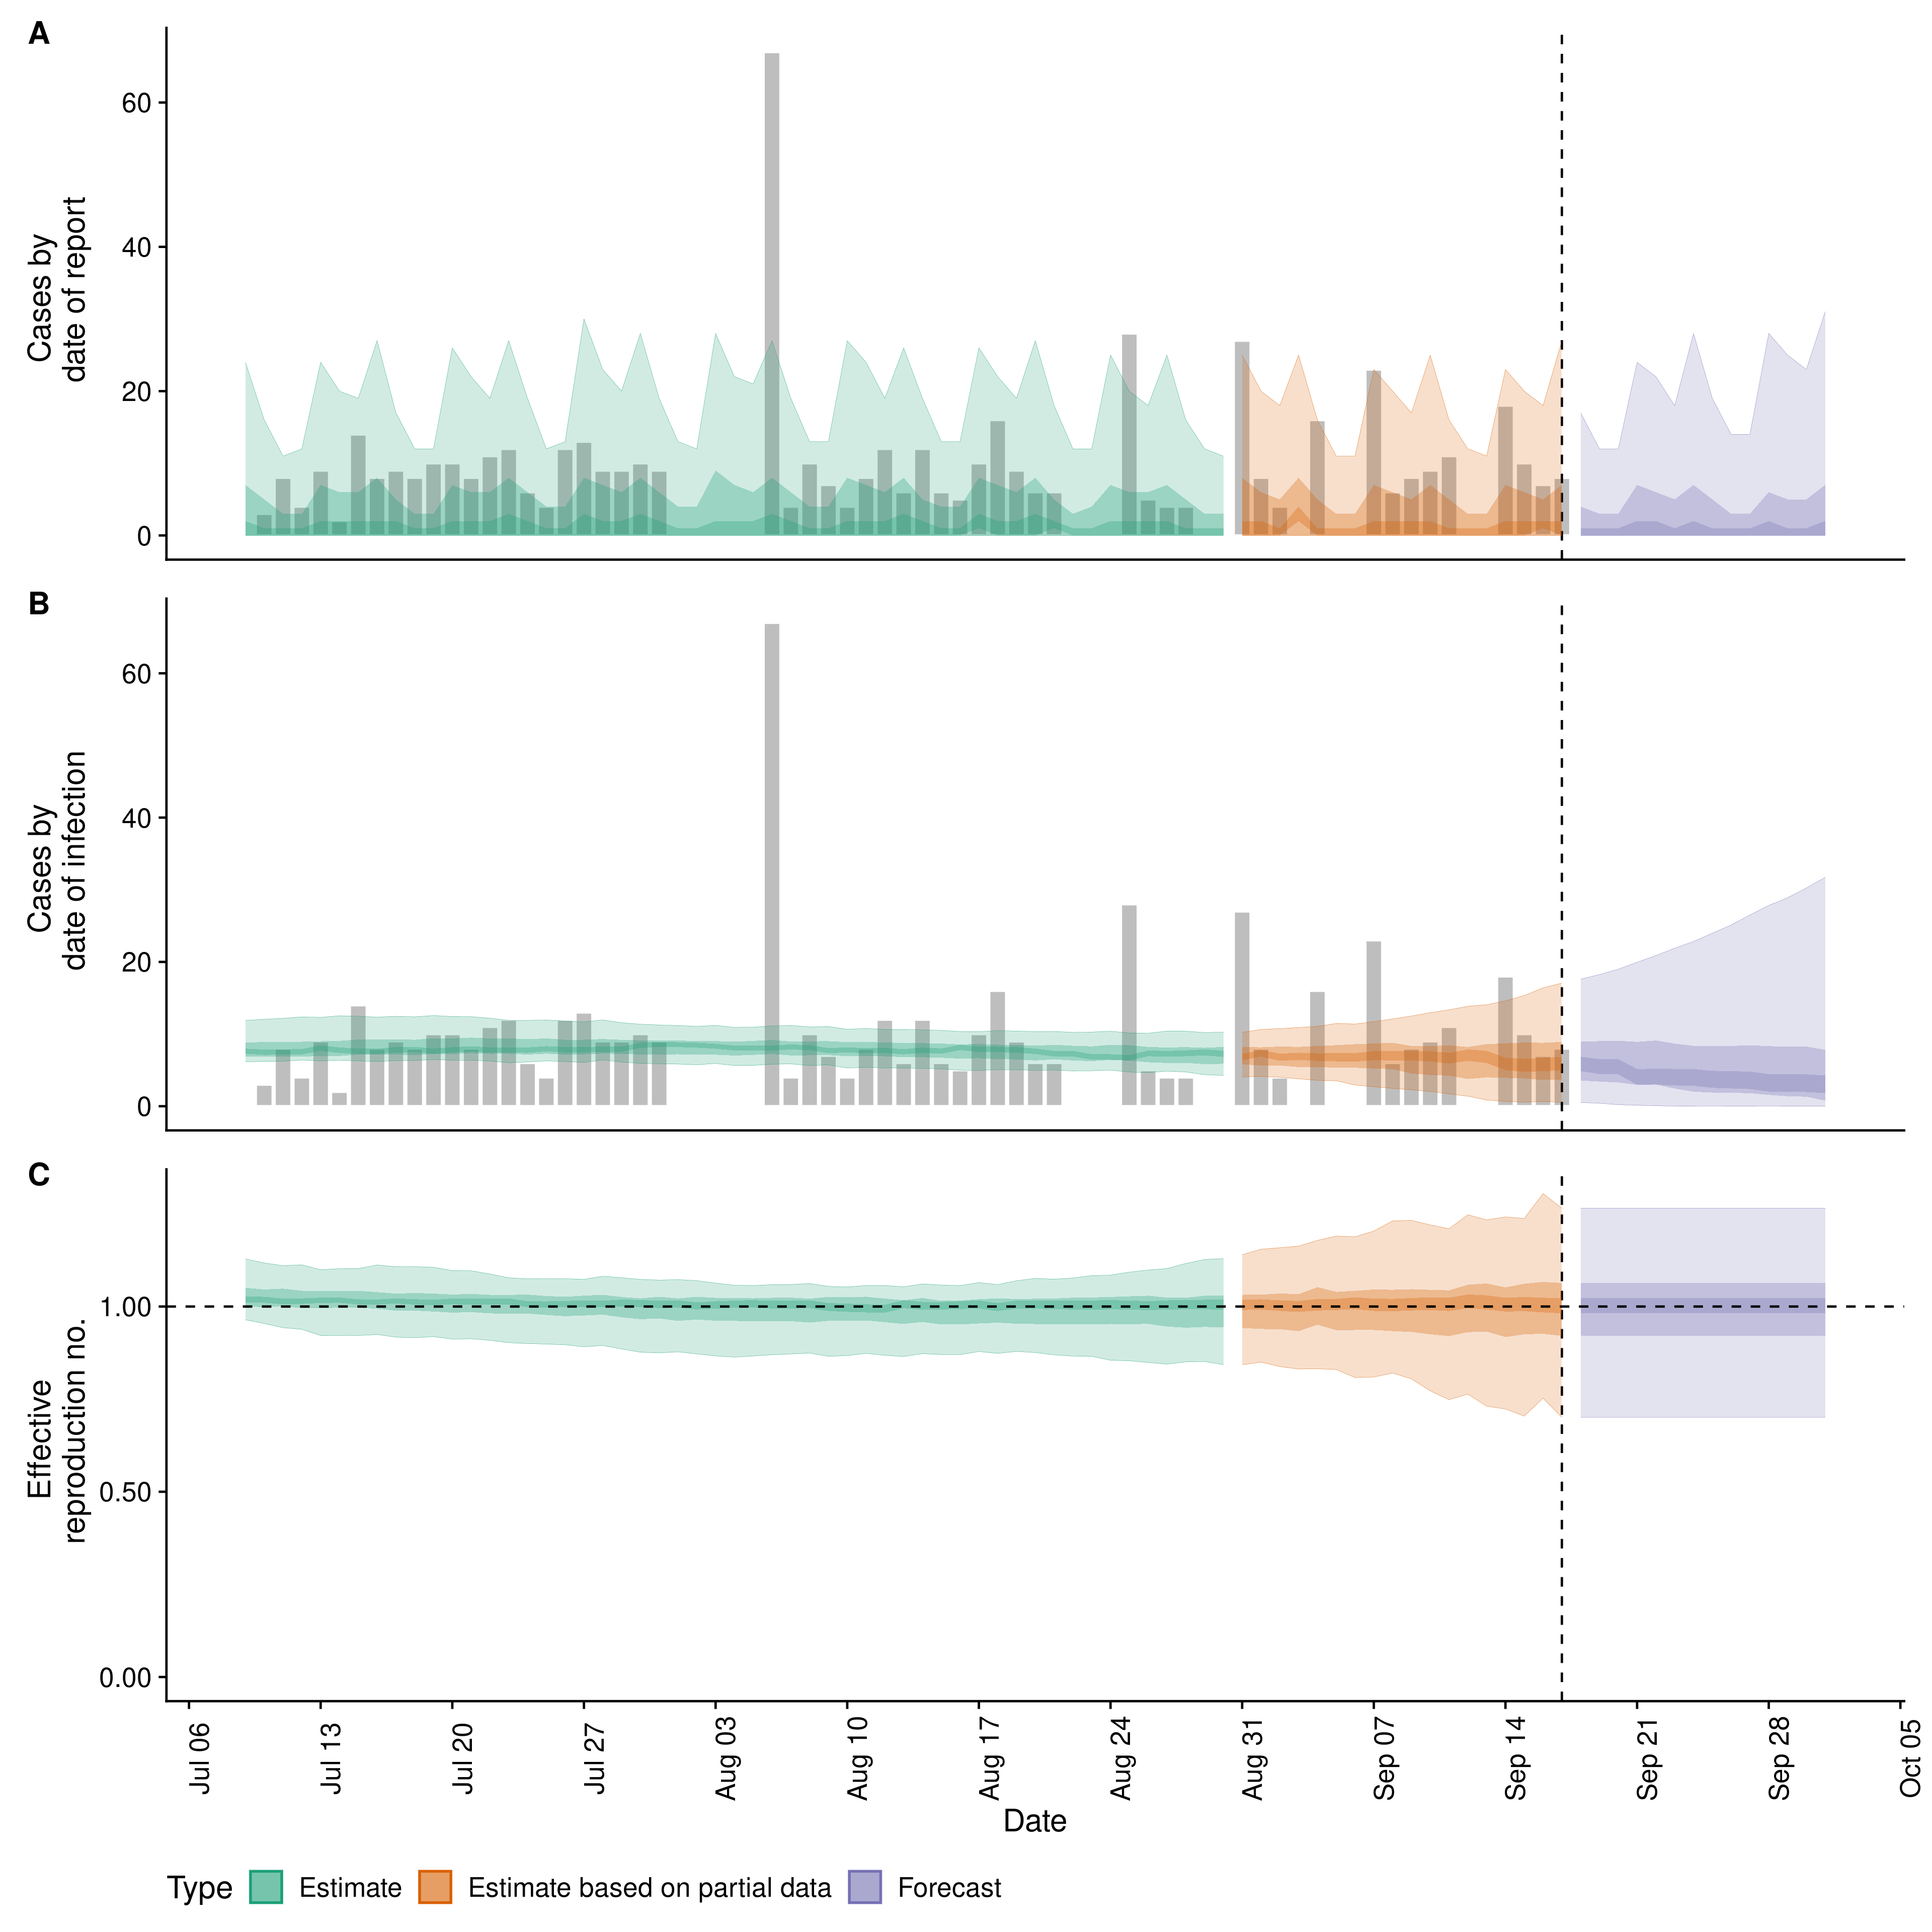 A
Cases by
date of report
60
40
20
0
B
Cases by
date of infection
60
40
20
0
C
Effective
reproduction no.
1.00
0.50
0.00
Jul 06
Jul 13
Jul 20
Jul 27
Aug 03
Aug 10
Aug 17
Aug 24
Aug 31
Sep 07
Sep 14
Sep 21
Sep 28
Oct 05
Date
Type Estimate Estimate based on partial data Forecast